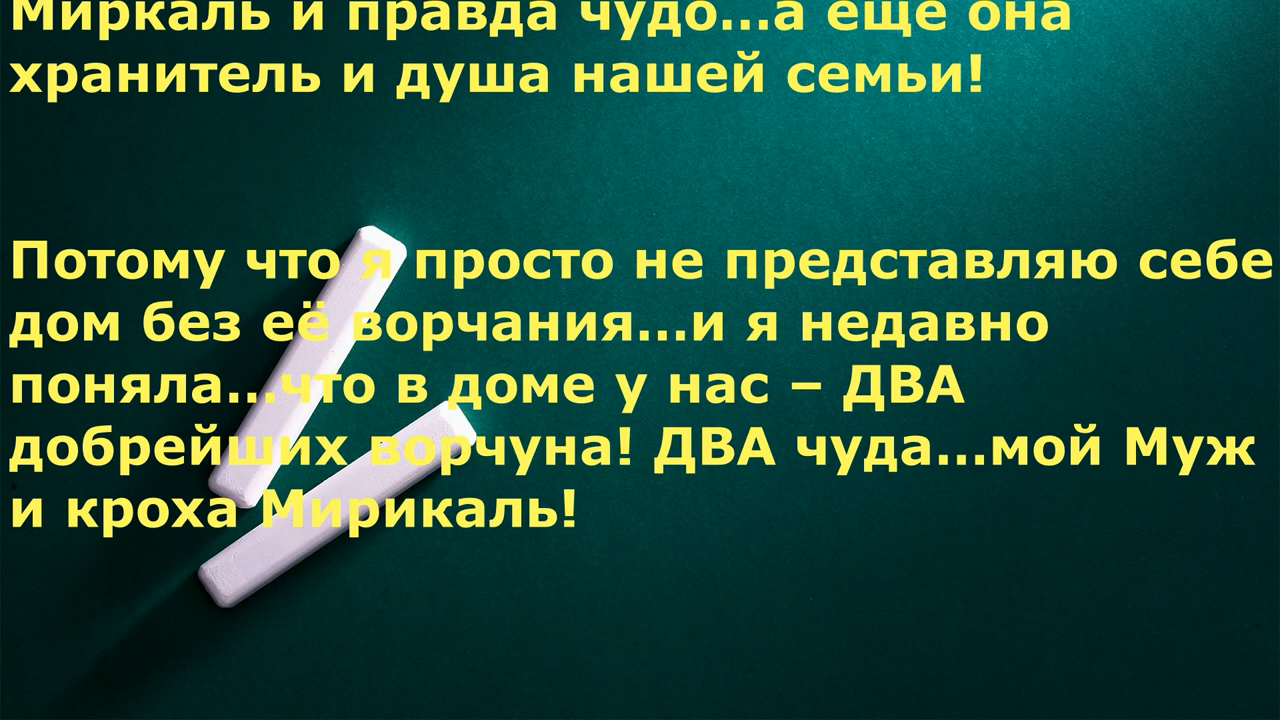 Миркаль и правда чудо...а еще она
хранитель и душа нашей семьи!
Потому что я просто не представляю себе
дом без её ворчания...и я недавно
поняла...что в доме у нас – ДВА
добрейших ворчуна! ДВА чуда...мой Муж
и кроха Мирикаль!